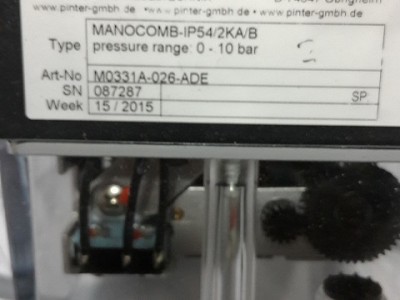 pinter-gmbh.de •www.pinter-gmbh.de • www.pinter-gmbh.de
Type MANOCOMB-IP54/2KA/B
pressure range: 0 - 10 bar
Art-No M0331A-026-ADE
SN 087287 SP:
Week 15 / 2015